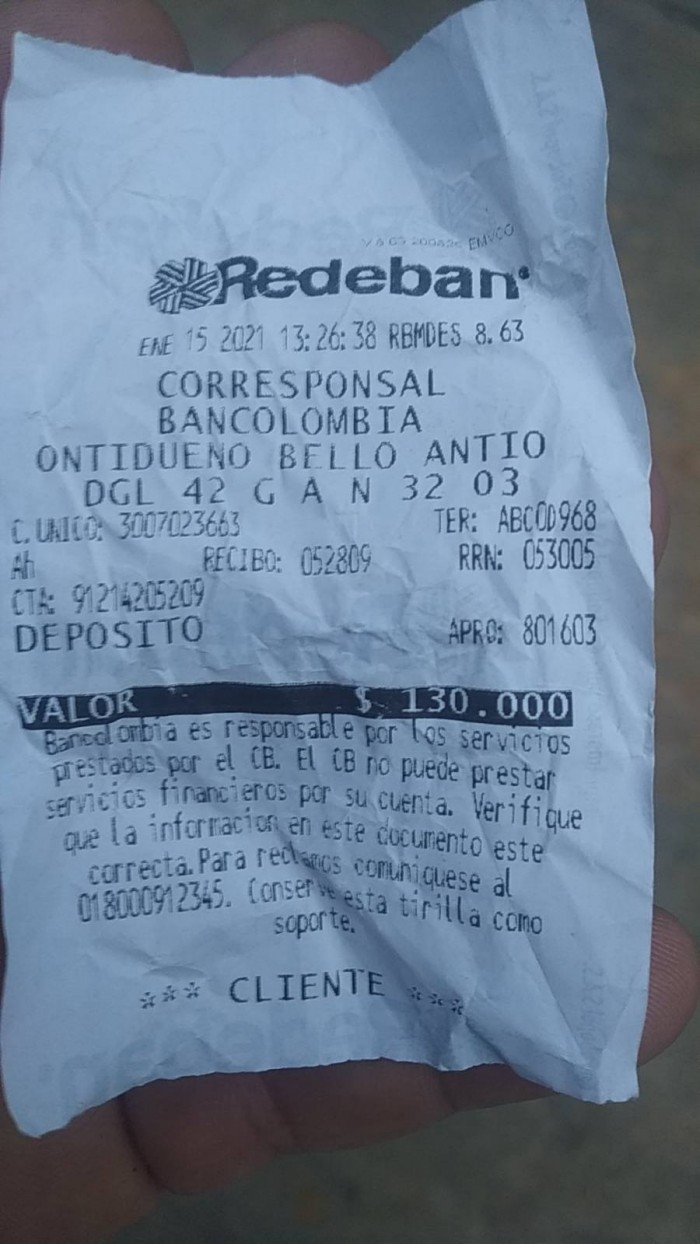 EMVCO
Redeban
ENE 15 2021 13:26:38 RBMDES 8.63
CORRESPONSAL
BANCOLOMBIA
ONTIDUENO BELLO ANTIO
DGL 42 G A N 32 03
C.UNICO: 3007023663 TER: ABCOD968
Ah RECIBO: 052809 RRN: 053005
CTA: 91214205209
DEPOSITO APRO: 801603
VALOR $ 130.000
Bancolombia es responsable por los servicios
prestados por el CB. El CB no puede prestar
servicios financieros por su cuenta. Verifique
que la informacion en este documento este
correcta.Para reclamos comuniquese al
018000912345. Conserve esta tirilla como
soporte.
*** CLIENTE ***